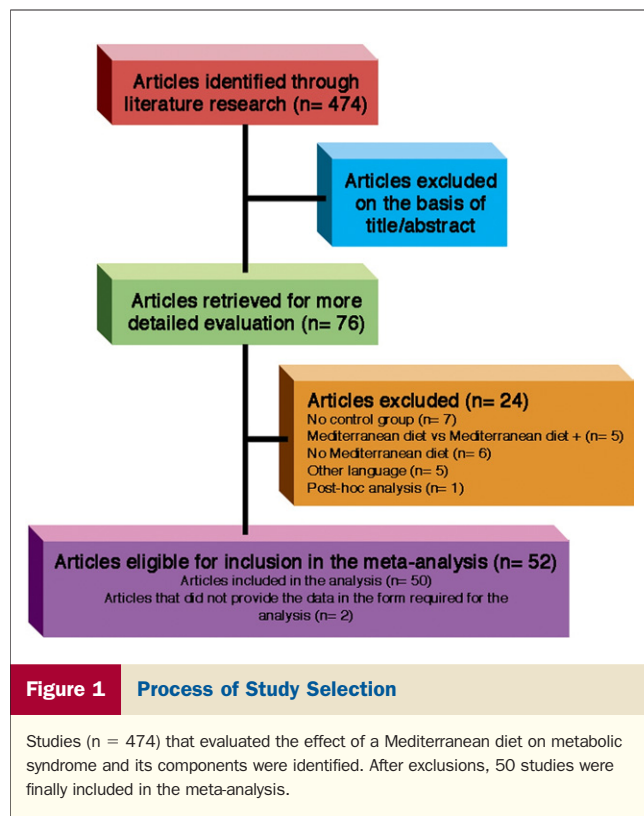 Articles identified through
literature research (n= 474)
Articles excluded
on the basis of
title/abstract
Articles retrieved for more
detailed evaluation (n= 76)
Articles excluded (n= 24)
No control group (n= 7)
Mediterranean diet vs Mediterranean diet + (n= 5)
No Mediterranean diet (n= 6)
Other language (n= 5)
Post-hoc analysis (n= 1)
Articles eligible for inclusion in the meta-analysis (n= 52)
Articles included in the analysis (n= 50)
Articles that did not provide the data in the form required for the
analysis (n= 2)
Figure 1 Process of Study Selection
Studies (n = 474) that evaluated the effect of a Mediterranean diet on metabolic
syndrome and its components were identified. After exclusions, 50 studies were
finally included in the meta-analysis.